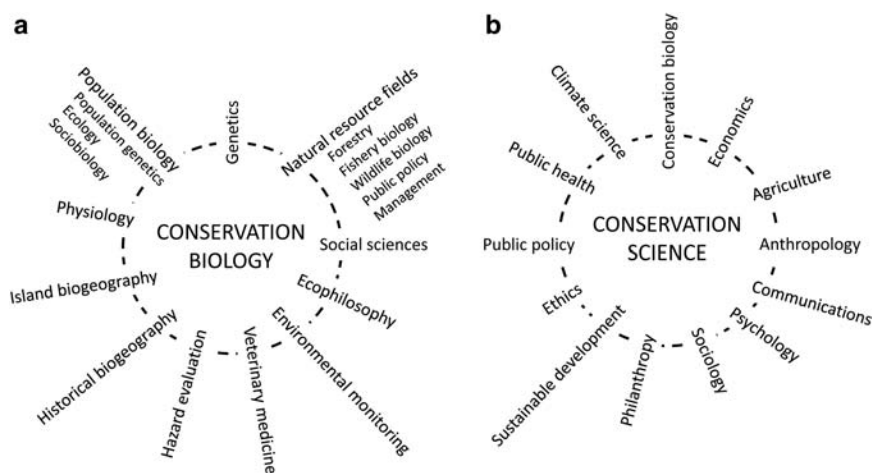 a
Population biology
Population genetics
Ecology
Sociobiology
Genetics
Natural resource fields
Forestry
Fishery biology
Wildlife biology
Public policy
Management
Physiology
CONSERVATION
BIOLOGY
Social sciences
Island biogeography
Ecophilosophy
Historical biogeography
Hazard evaluation
Veterinary medicine
Environmental monitoring
b
Climate science
Conservation biology
Economics
Public health
Agriculture
Public policy
CONSERVATION
SCIENCE
Anthropology
Ethics
Communications
Sustainable development
Philanthropy
Sociology
Psychology